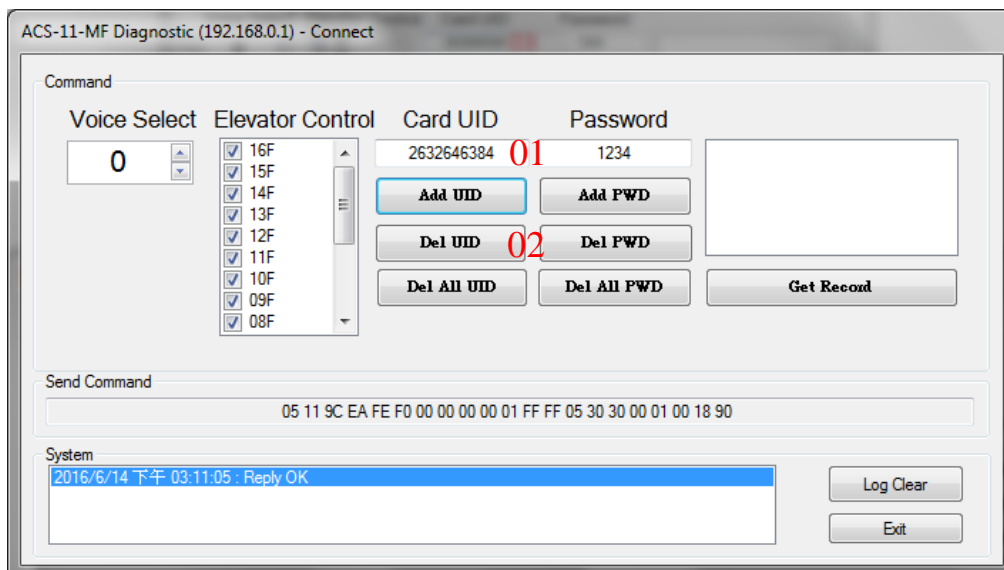 ACS-11-MF Diagnostic (192.168.0.1) - Connect
Command
Voice Select Elevator Control Card UID Password
0
16F
15F
14F
13F
12F
11F
10F
09F
08F
2632646384 01 1234
Add UID Add PWD
Del UID 02 Del PWD
Del All UID Del All PWD Get Record
Send Command
05 11 9C EA FE F0 00 00 00 00 01 FF FF 05 30 30 00 01 00 18 90
System
2016/6/14 下午 03:11:05 : Reply OK
Log Clear
Exit